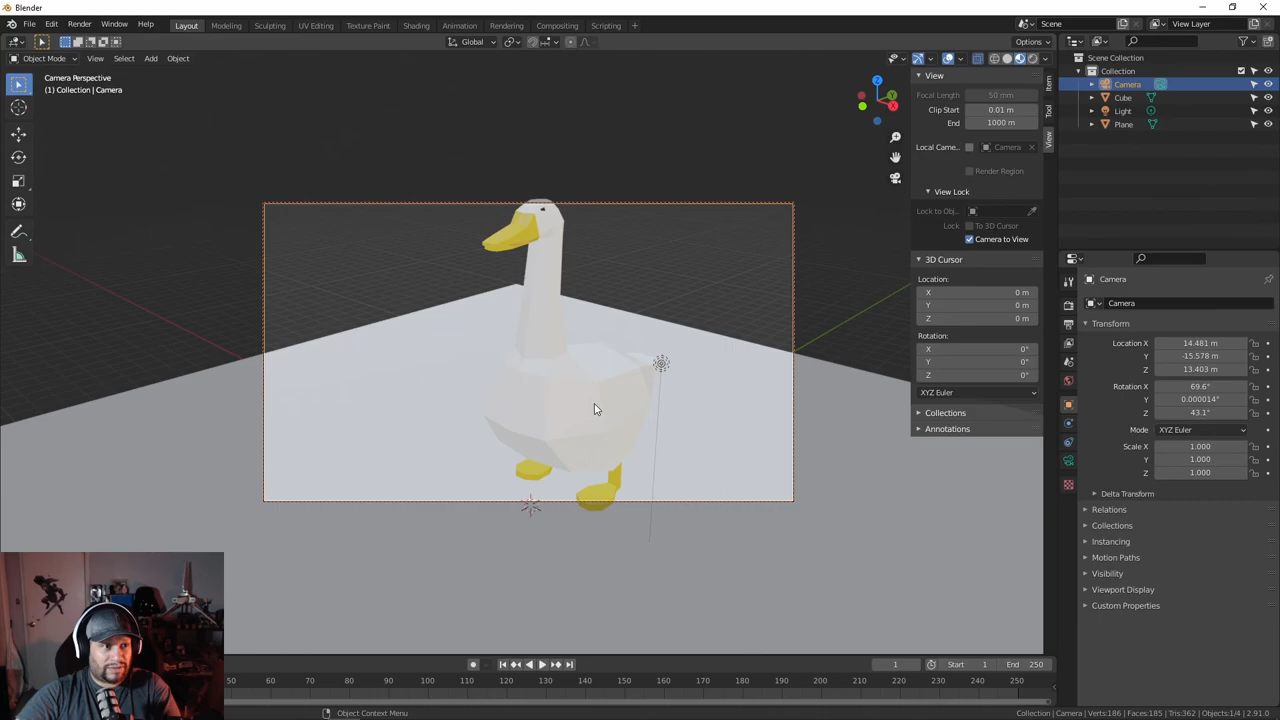 Blender
File Edit Render Window Help Layout Modeling Sculpting UV Editing Texture Paint Shading Animation Rendering Compositing Scripting + Scene View Layer
Global Options
Object Mode View Select Add Object
Camera Perspective
(1) Collection | Camera
View
Focal Length 50 mm
Clip Start 0.01 m
End 1000 m
Local Came... Camera
Render Region
View Lock
Lock to Obj...
Lock To 3D Cursor
Camera to View
3D Cursor
Location:
X 0 m
Y 0 m
Z 0 m
Rotation:
X 0°
Y 0°
Z 0°
XYZ Euler
Collections
Annotations
Item
Tool
View
Z
Y
X
Scene Collection
Collection
Camera
Cube
Light
Plane
Camera
Camera
Transform
Location X 14.481 m
Y -15.578 m
Z 13.403 m
Rotation X 69.6°
Y 0.000014°
Z 43.1°
Mode XYZ Euler
Scale X 1.000
Y 1.000
Z 1.000
Delta Transform
Relations
Collections
Instancing
Motion Paths
Visibility
Viewport Display
Custom Properties
1 Start 1 End 250
50 60 70 80 90 100 110 120 130 140 150 160 170 180 190 200 210 220 230 240 250
Object Context Menu
Collection | Camera | Verts:186 | Faces:185 | Tris:362 | Objects:1/4 | 2.91.0